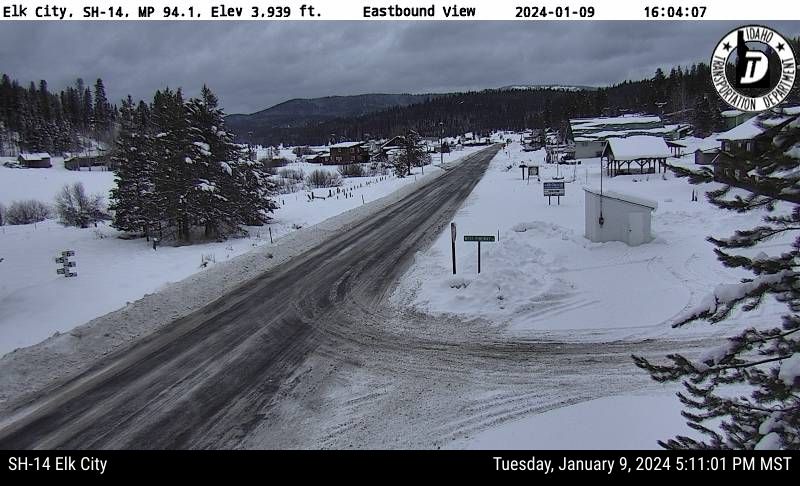 Elk City, SH-14, MP 94.1, Elev 3,939 ft. Eastbound View 2024-01-09 16:04:07
IDAHO
TRANSPORTATION DEPARTMENT
SH-14 Elk City Tuesday, January 9, 2024 5:11:01 PM MST